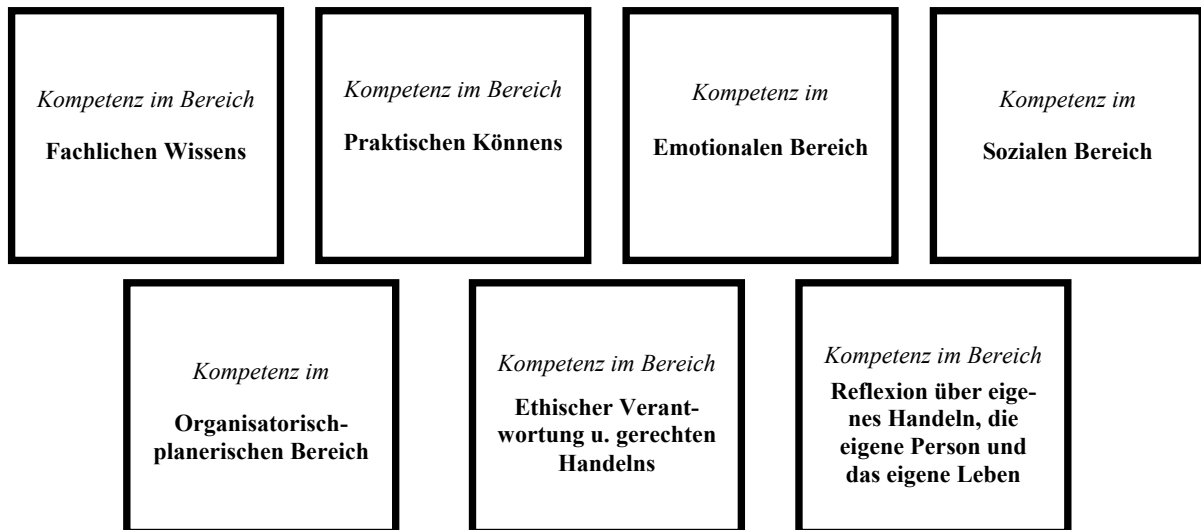 Kompetenz im Bereich
Fachlichen Wissens
Kompetenz im Bereich
Praktischen Könnens
Kompetenz im
Emotionalen Bereich
Kompetenz im
Sozialen Bereich
Kompetenz im
Organisatorisch-
planerischen Bereich
Kompetenz im Bereich
Ethischer Verant-
wortung u. gerechten
Handelns
Kompetenz im Bereich
Reflexion über eige-
nes Handeln, die
eigene Person und
das eigene Leben